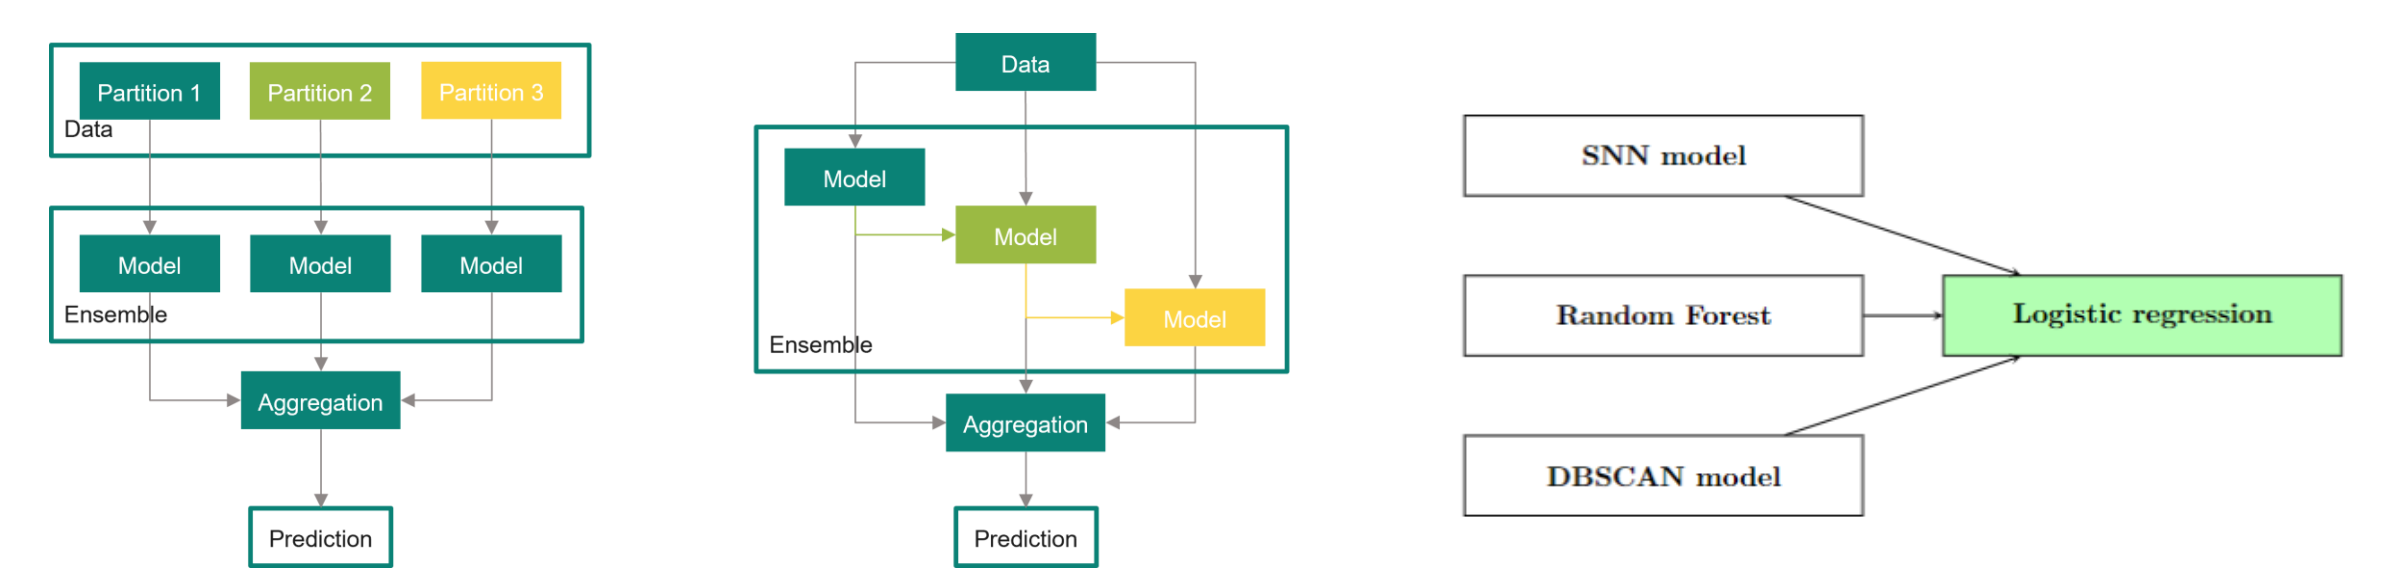 Partition 1
Partition 2
Partition 3
Data
Model
Model
Model
Ensemble
Aggregation
Prediction
Data
Model
Model
Model
Ensemble
Aggregation
Prediction
SNN model
Random Forest
Logistic regression
DBSCAN model